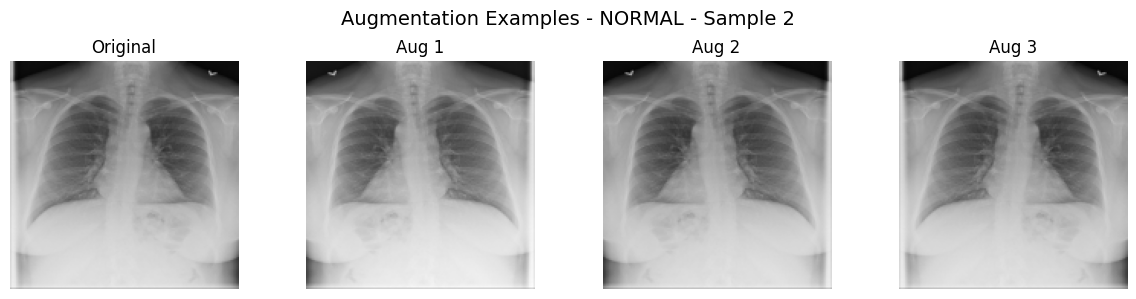 Augmentation Examples - NORMAL - Sample 2
Original
Aug 1
Aug 2
Aug 3